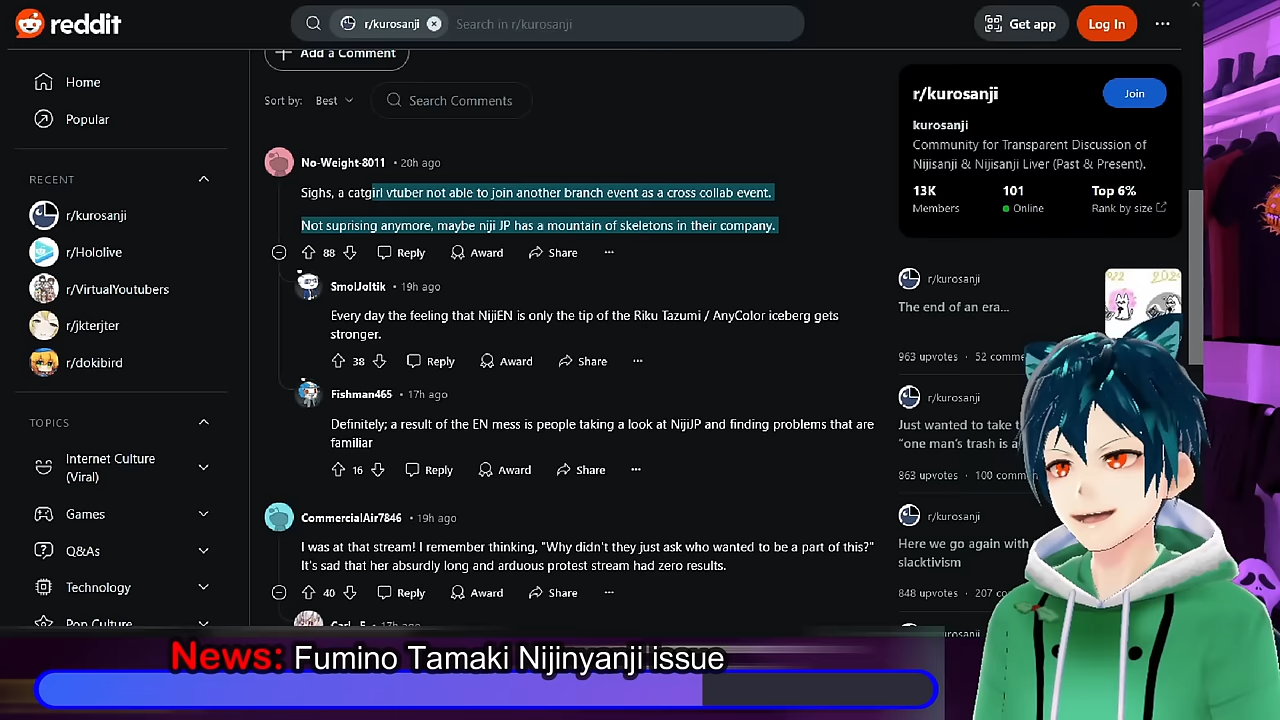 reddit
r/kurosanji
Search in r/kurosanji
Get app
Log In
Home
Popular
RECENT
r/kurosanji
r/Hololive
r/VirtualYoutubers
r/jkterjter
r/dokibird
TOPICS
Internet Culture
(Viral)
Games
Q&As
Technology
Pop Culture
Add a Comment
Sort by:
Best
Search Comments
No-Weight-8011 • 20h ago
Sighs, a catgirl vtuber not able to join another branch event as a cross collab event.
Not suprising anymore, maybe niji JP has a mountain of skeletons in their company.
88 Reply Award Share
SmolJoltik • 19h ago
Every day the feeling that NijiEN is only the tip of the Riku Tazumi / AnyColor iceberg gets
stronger.
38 Reply Award Share
Fishman465 • 17h ago
Definitely; a result of the EN mess is people taking a look at NijiJP and finding problems that are
familiar
16 Reply Award Share
CommercialAir7846 • 19h ago
I was at that stream! I remember thinking, "Why didn't they just ask who wanted to be a part of this?"
It's sad that her absurdly long and arduous protest stream had zero results.
40 Reply Award Share
17h ago
r/kurosanji
Join
kurosanji
Community for Transparent Discussion of
Nijisanji & Nijisanji Liver (Past & Present).
13K
101
Top 6%
Members
Online
Rank by size
r/kurosanji
The end of an era...
963 upvotes • 52
r/kurosanji
Just wanted to take
"one man's trash is
863 upvotes • 100
r/kurosanji
Here we go again with
slacktivism
848 upvotes • 207
News: Fumino Tamaki Nijinyanji issue